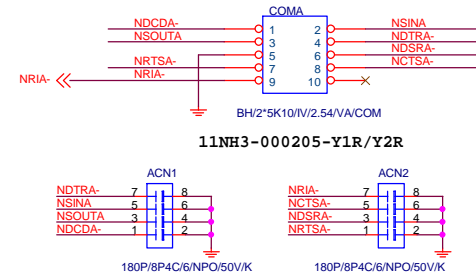 COMA
NDCDA- 1 2 NSINA
NSOUTA 3 4 NDTRA-
5 6 NDSRA-
NRTSA- 7 8 NCTSA-
NRIA- NRIA- 9 10
BH/2*5K10/IV/2.54/VA/COM
11NH3-000205-Y1R/Y2R
ACN1 ACN2
NDTRA- 7 8 NRIA- 7 8
NSINA 5 6 NCTSA- 5 6
NSOUTA 3 4 NDSRA- 3 4
NDCDA- 1 2 NRTSA- 1 2
180P/8P4C/6/NPO/50V/K 180P/8P4C/6/NPO/50V/K